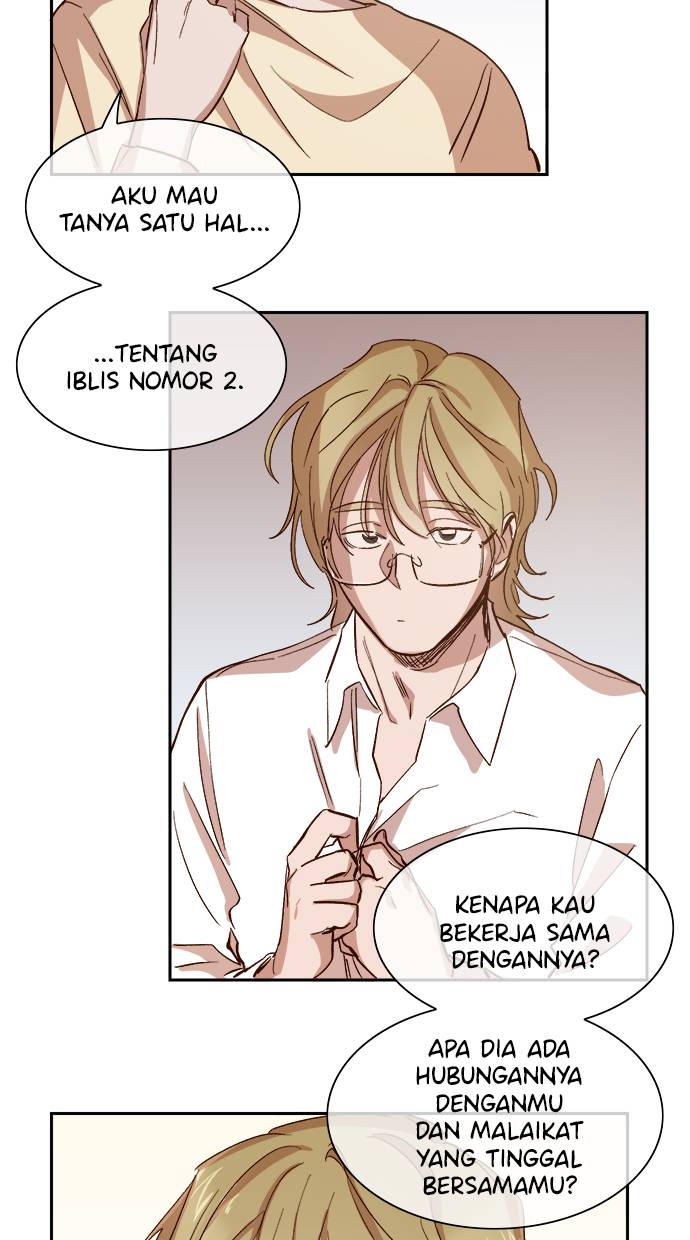 AKU MAU
TANYA SATU HAL...
...TENTANG
IBLIS NOMOR 2.
KENAPA KAU
BEKERJA SAMA
DENGANNYA?
APA DIA ADA
HUBUNGANNYA
DENGANMU
DAN MALAIKAT
YANG TINGGAL
BERSAMAMU?